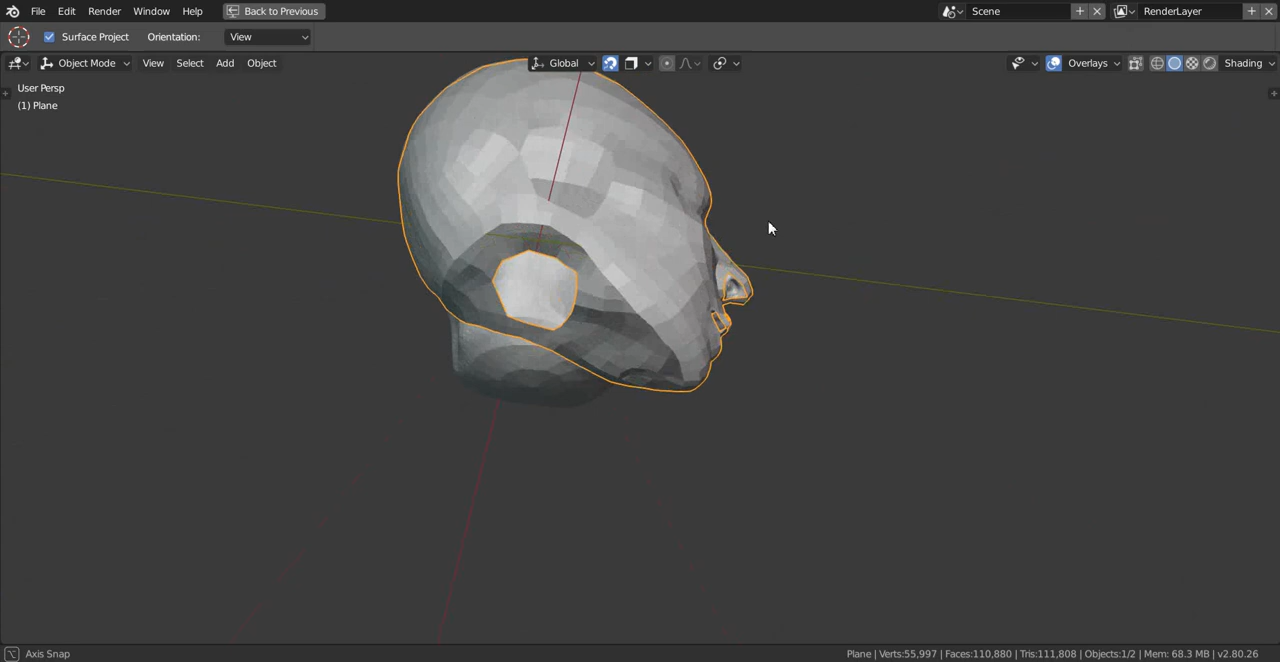 File Edit Render Window Help Back to Previous Scene RenderLayer
Surface Project Orientation: View
Object Mode View Select Add Object Global Overlays Shading
User Persp
(1) Plane
Axis Snap Plane | Verts:55,997 | Faces:110,880 | Tris:111,808 | Objects:1/2 | Mem: 68.3 MB | v2.80.26